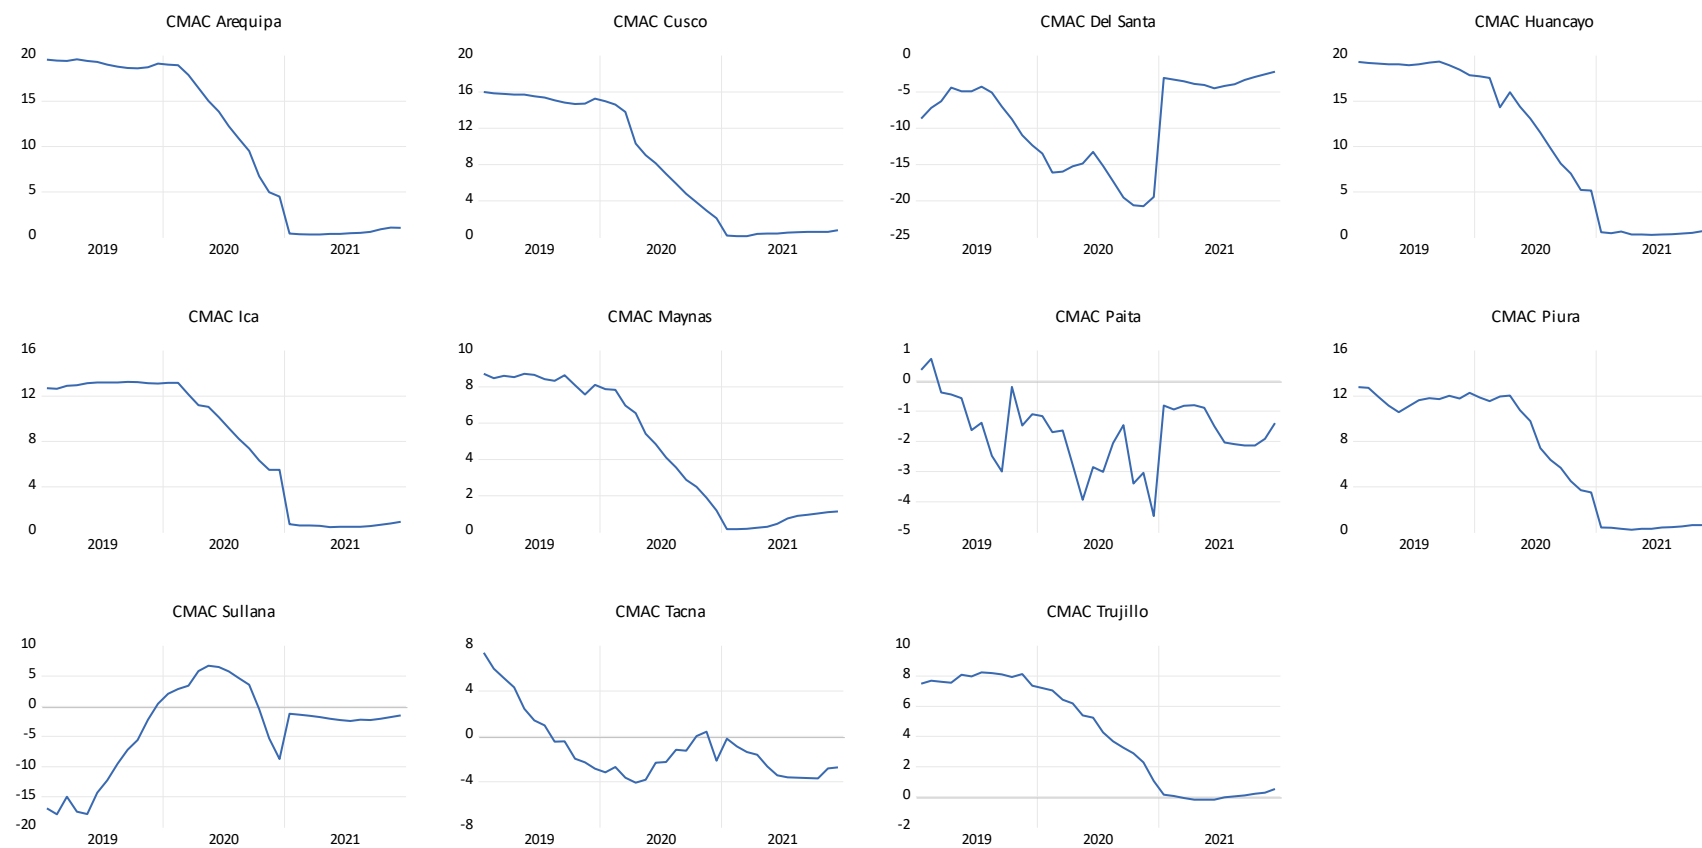 CMAC Arequipa
20
15
10
5
0
2019 2020 2021
CMAC Cusco
20
16
12
8
4
0
2019 2020 2021
CMAC Del Santa
0
-5
-10
-15
-20
-25
2019 2020 2021
CMAC Huancayo
20
15
10
5
0
2019 2020 2021
CMAC Ica
16
12
8
4
0
2019 2020 2021
CMAC Maynas
10
8
6
4
2
0
2019 2020 2021
CMAC Paita
1
0
-1
-2
-3
-4
-5
2019 2020 2021
CMAC Piura
16
12
8
4
0
2019 2020 2021
CMAC Sullana
10
5
0
-5
-10
-15
-20
2019 2020 2021
CMAC Tacna
8
4
0
-4
-8
2019 2020 2021
CMAC Trujillo
10
8
6
4
2
0
-2
2019 2020 2021